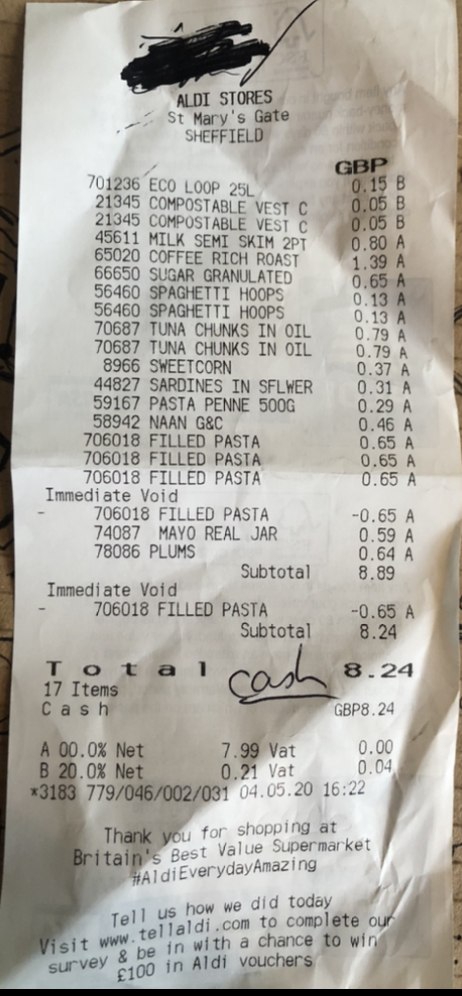 ALDI STORES
St Mary's Gate
SHEFFIELD
GBP
701236 ECO LOOP 25L 0.15 B
21345 COMPOSTABLE VEST C 0.05 B
21345 COMPOSTABLE VEST C 0.05 B
45611 MILK SEMI SKIM 2PT 0.80 A
65020 COFFEE RICH ROAST 1.39 A
66650 SUGAR GRANULATED 0.65 A
56460 SPAGHETTI HOOPS 0.13 A
56460 SPAGHETTI HOOPS 0.13 A
70687 TUNA CHUNKS IN OIL 0.79 A
70687 TUNA CHUNKS IN OIL 0.79 A
8966 SWEETCORN 0.37 A
44827 SARDINES IN SFLWER 0.31 A
59167 PASTA PENNE 500G 0.29 A
58942 NAAN G&C 0.46 A
706018 FILLED PASTA 0.65 A
706018 FILLED PASTA 0.65 A
706018 FILLED PASTA 0.65 A
Immediate Void
- 706018 FILLED PASTA -0.65 A
74087 MAYO REAL JAR 0.59 A
78086 PLUMS 0.64 A
Subtotal 8.89
Immediate Void
- 706018 FILLED PASTA -0.65 A
Subtotal 8.24
Total cash 8.24
17 Items
Cash GBP8.24
A 00.0% Net 7.99 Vat 0.00
B 20.0% Net 0.21 Vat 0.04
*3183 779/046/002/031 04.05.20 16:22
Thank you for shopping at
Britain's Best Value Supermarket
#AldiEverydayAmazing
Tell us how we did today
Visit www.tellaldi.com to complete our
survey & be in with a chance to win
£100 in Aldi vouchers